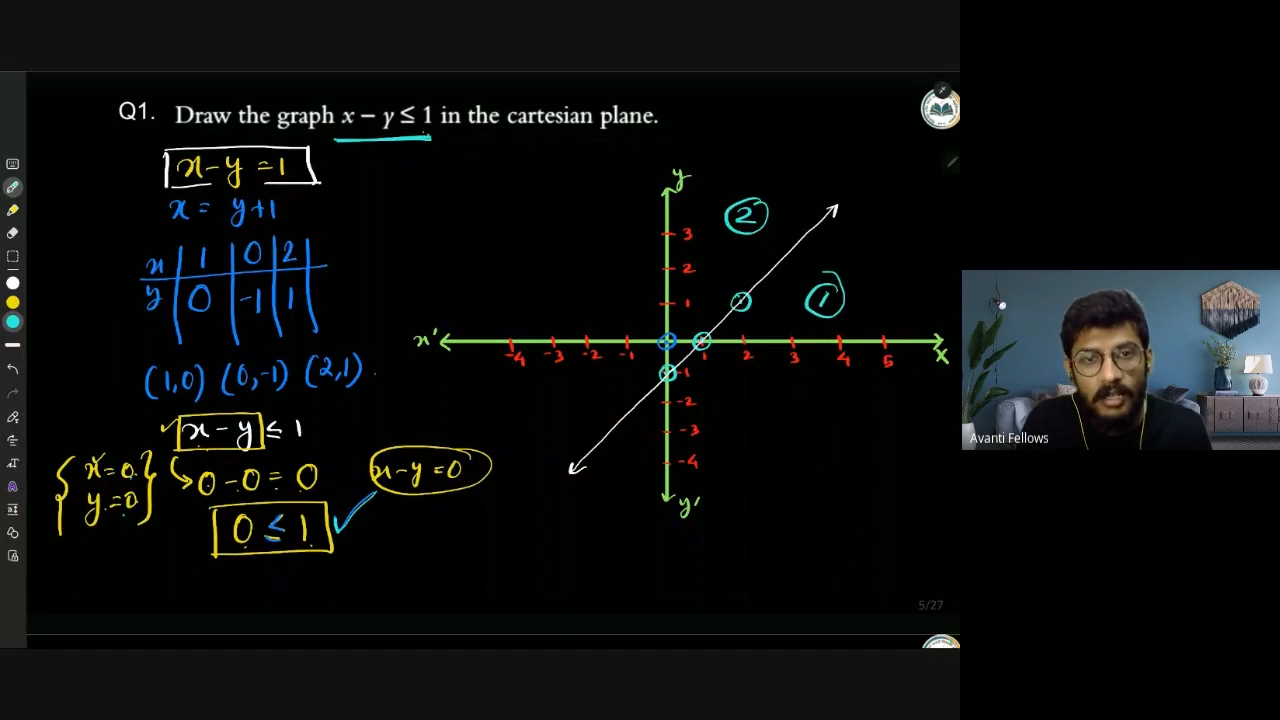 Q1. Draw the graph x − y ≤ 1 in the cartesian plane.
x-y =1
x = y+1
x 1 0 2
y 0 -1 1
(1,0) (0,-1) (2,1)
x-y ≤ 1
{x=0, y=0} 0-0 = 0
x-y=0
0 ≤ 1
y
2
3
2
1
1
x'
-4 -3 -2 -1 1 2 3 4 5
x
-1
-2
-3
-4
y'
Avanti Fellows
5/27